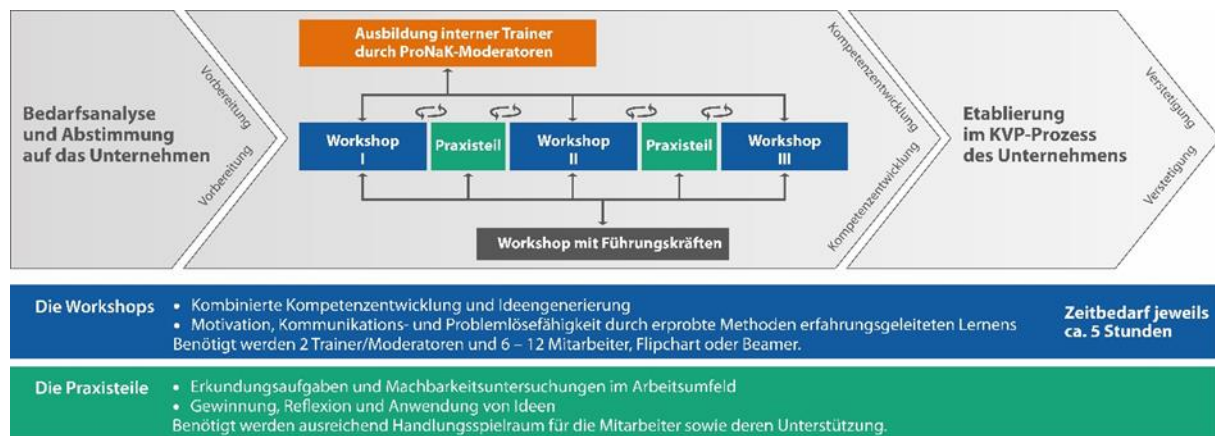 Ausbildung interner Trainer
durch ProNaK-Moderatoren
Bedarfsanalyse
und Abstimmung
auf das Unternehmen
Vorbereitung
Vorbereitung
Workshop
I
Praxisteil
Workshop
II
Praxisteil
Workshop
III
Workshop mit Führungskräften
Kompetenzentwicklung
Kompetenzentwicklung
Etablierung
im KVP-Prozess
des Unternehmens
Verstetigung
Verstetigung
Die Workshops
• Kombinierte Kompetenzentwicklung und Ideengenerierung
• Motivation, Kommunikations- und Problemlösefähigkeit durch erprobte Methoden erfahrungsgeleiteten Lernens
Benötigt werden 2 Trainer/Moderatoren und 6 – 12 Mitarbeiter, Flipchart oder Beamer.
Zeitbedarf jeweils
ca. 5 Stunden
Die Praxisteile
• Erkundungsaufgaben und Machbarkeitsuntersuchungen im Arbeitsumfeld
• Gewinnung, Reflexion und Anwendung von Ideen
Benötigt werden ausreichend Handlungsspielraum für die Mitarbeiter sowie deren Unterstützung.